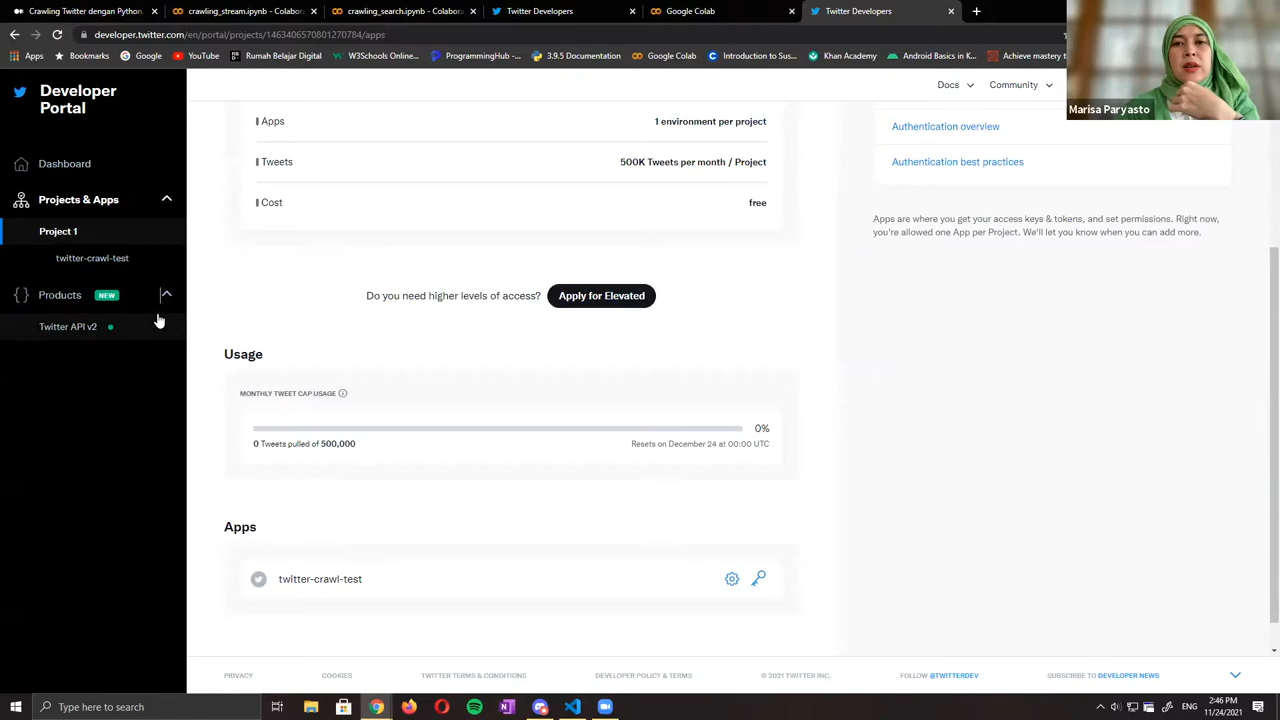 Crawling Twitter dengan Python.
colab_streaming.ipynb - Colabora
colab_api.ipynb - Colaborat
Twitter Developers
colab_searching.ipynb - Colab
Twitter Developers
developer.twitter.com/en/portal/projects/1463406570801270784/apps
Apps
Bookmarks
Google
YouTube
Rumah Belajar Digital
W3Schools Onlin...
ProgrammingHub -...
3.9.5 Documentation
Google Colab
Introduction to Sus...
Khan Academy
Android Basics in K...
Achieve mastery
Developer
Portal
Docs
Community
Marisa Paryasto
Apps
1 environment per project
Authentication overview
Dashboard
Tweets
500K Tweets per month / Project
Authentication best practices
Projects & Apps
Cost
free
Apps are where you get your access keys & tokens, and set permissions. Right now,
you're allowed one App per Project. We'll let you know when you can add more.
Project 1
twitter-crawl-test
Products NEW
Do you need higher levels of access?
Apply for Elevated
Twitter API v2
Usage
MONTHLY TWEET CAP USAGE
0%
0 Tweets pulled of 500,000
Resets on December 24 at 00:00 UTC
Apps
twitter-crawl-test
PRIVACY
COOKIES
TWITTER TERMS & CONDITIONS
DEVELOPER POLICY & TERMS
© 2021 TWITTER INC.
FOLLOW @TWITTERDEV
SUBSCRIBE TO DEVELOPER NEWS
Type here to search
ENG
2:46 PM
11/24/2021